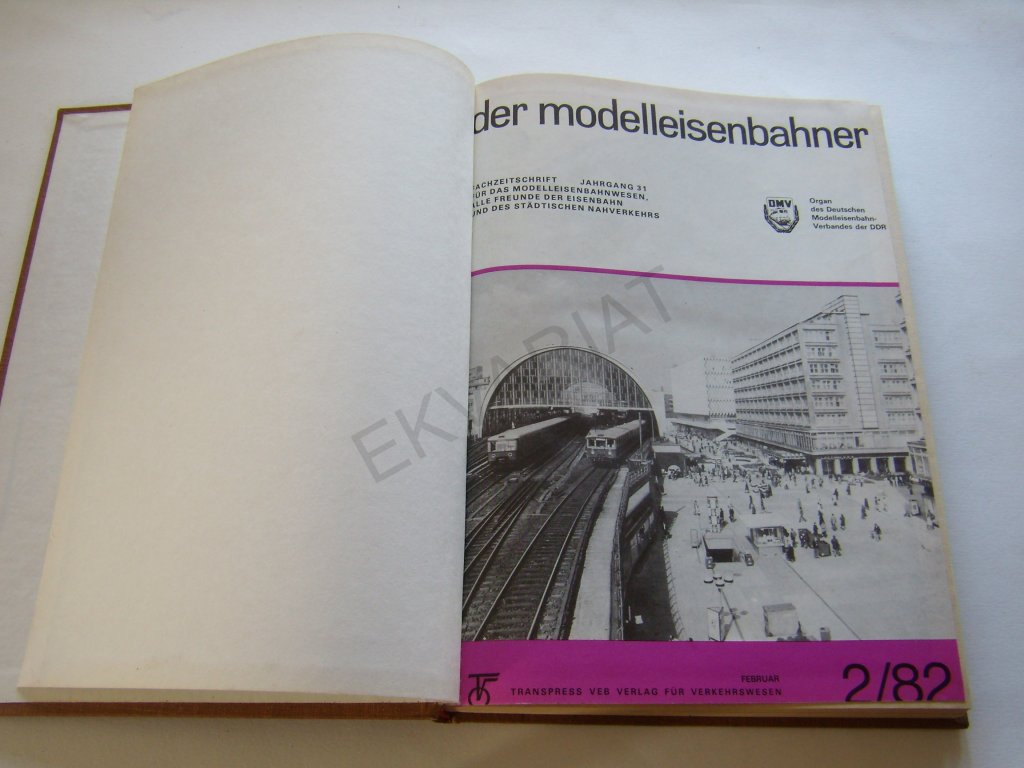 der modelleisenbahner
FACHZEITSCHRIFT JAHRGANG 31
FÜR DAS MODELLEISENBAHNWESEN,
ALLE FREUNDE DER EISENBAHN
UND DES STÄDTISCHEN NAHVERKEHRS
DMV
Organ
des Deutschen
Modelleisenbahn-
Verbandes der DDR
EKVARIAT
FEBRUAR
TRANSPRESS VEB VERLAG FÜR VERKEHRSWESEN
2/82